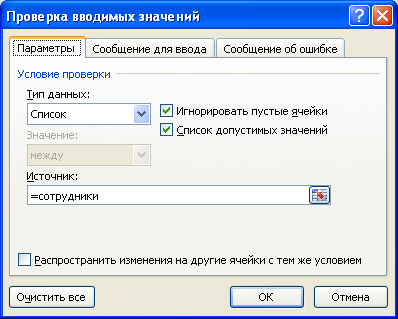 Проверка вводимых значений
Параметры Сообщение для ввода Сообщение об ошибке
Условие проверки
Тип данных:
Список
Игнорировать пустые ячейки
Список допустимых значений
Значение:
между
Источник:
=сотрудники
Распространить изменения на другие ячейки с тем же условием
Очистить все ОК Отмена